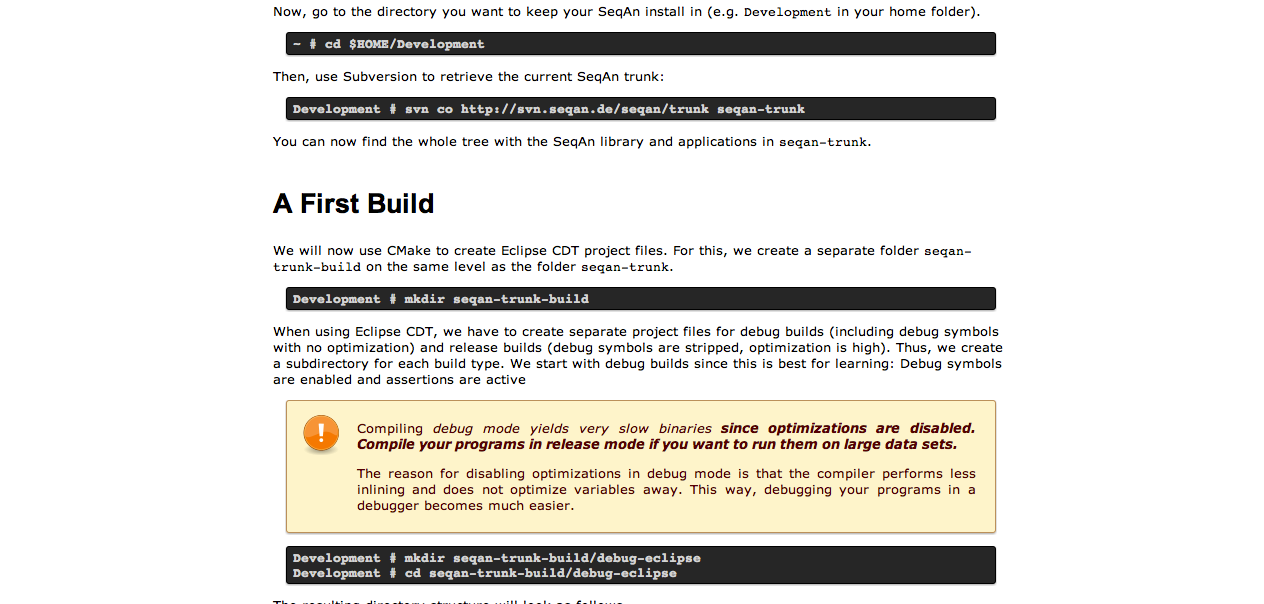 Now, go to the directory you want to keep your SeqAn install in (e.g. Development in your home folder).
~ # cd $HOME/Development
Then, use Subversion to retrieve the current SeqAn trunk:
Development # svn co http://svn.seqan.de/seqan/trunk seqan-trunk
You can now find the whole tree with the SeqAn library and applications in seqan-trunk.
A First Build
We will now use CMake to create Eclipse CDT project files. For this, we create a separate folder seqan-
trunk-build on the same level as the folder seqan-trunk.
Development # mkdir seqan-trunk-build
When using Eclipse CDT, we have to create separate project files for debug builds (including debug symbols
with no optimization) and release builds (debug symbols are stripped, optimization is high). Thus, we create
a subdirectory for each build type. We start with debug builds since this is best for learning: Debug symbols
are enabled and assertions are active
Compiling debug mode yields very slow binaries since optimizations are disabled.
Compile your programs in release mode if you want to run them on large data sets.
The reason for disabling optimizations in debug mode is that the compiler performs less
inlining and does not optimize variables away. This way, debugging your programs in a
debugger becomes much easier.
Development # mkdir seqan-trunk-build/debug-eclipse
Development # cd seqan-trunk-build/debug-eclipse
The resulting directory structure will look as follows